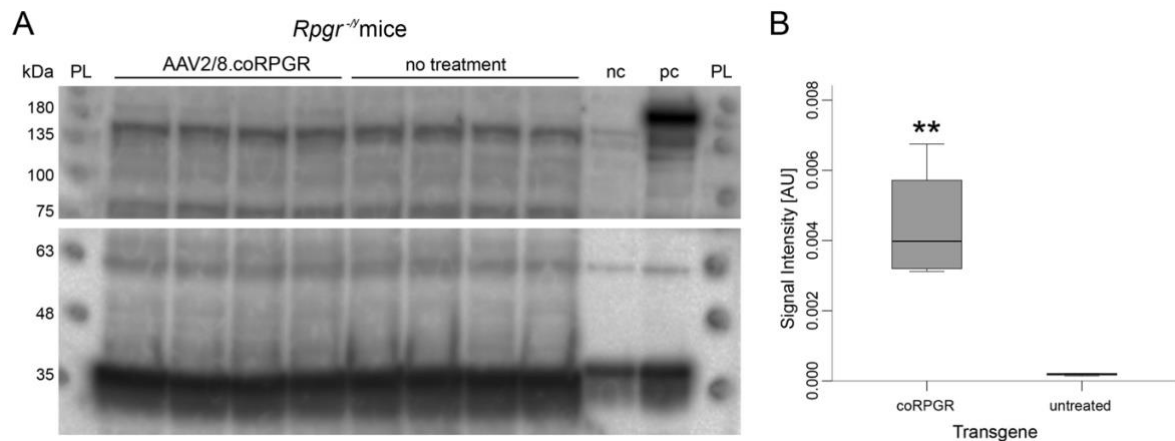 A
Rpgr-/y mice
kDa PL AAV2/8.coRPGR no treatment nc pc PL
180
135
100
75
63
48
35
B
Signal Intensity [AU]
0.008
0.006
0.004
0.002
0.000
**
coRPGR untreated
Transgene